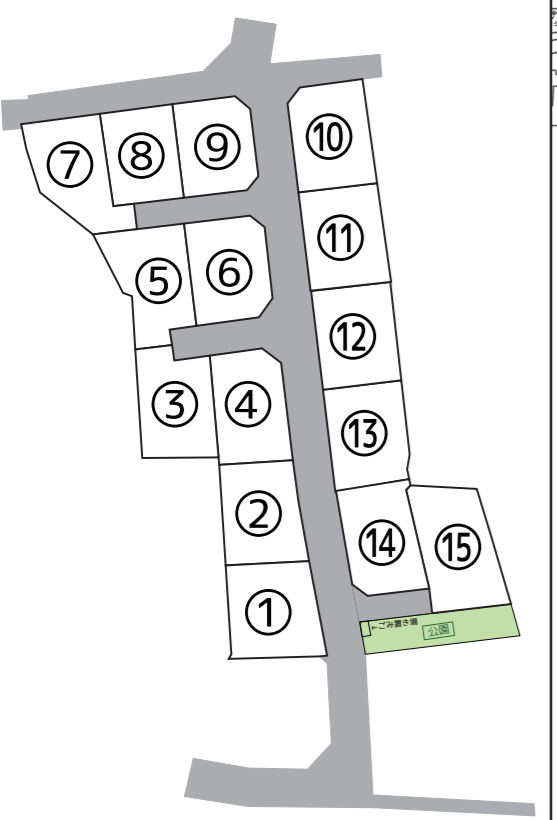 ⑦ ⑧ ⑨ ⑩
⑪
⑤ ⑥
⑫
③ ④
⑬
②
⑭ ⑮
①
←ごみ置き場
公園